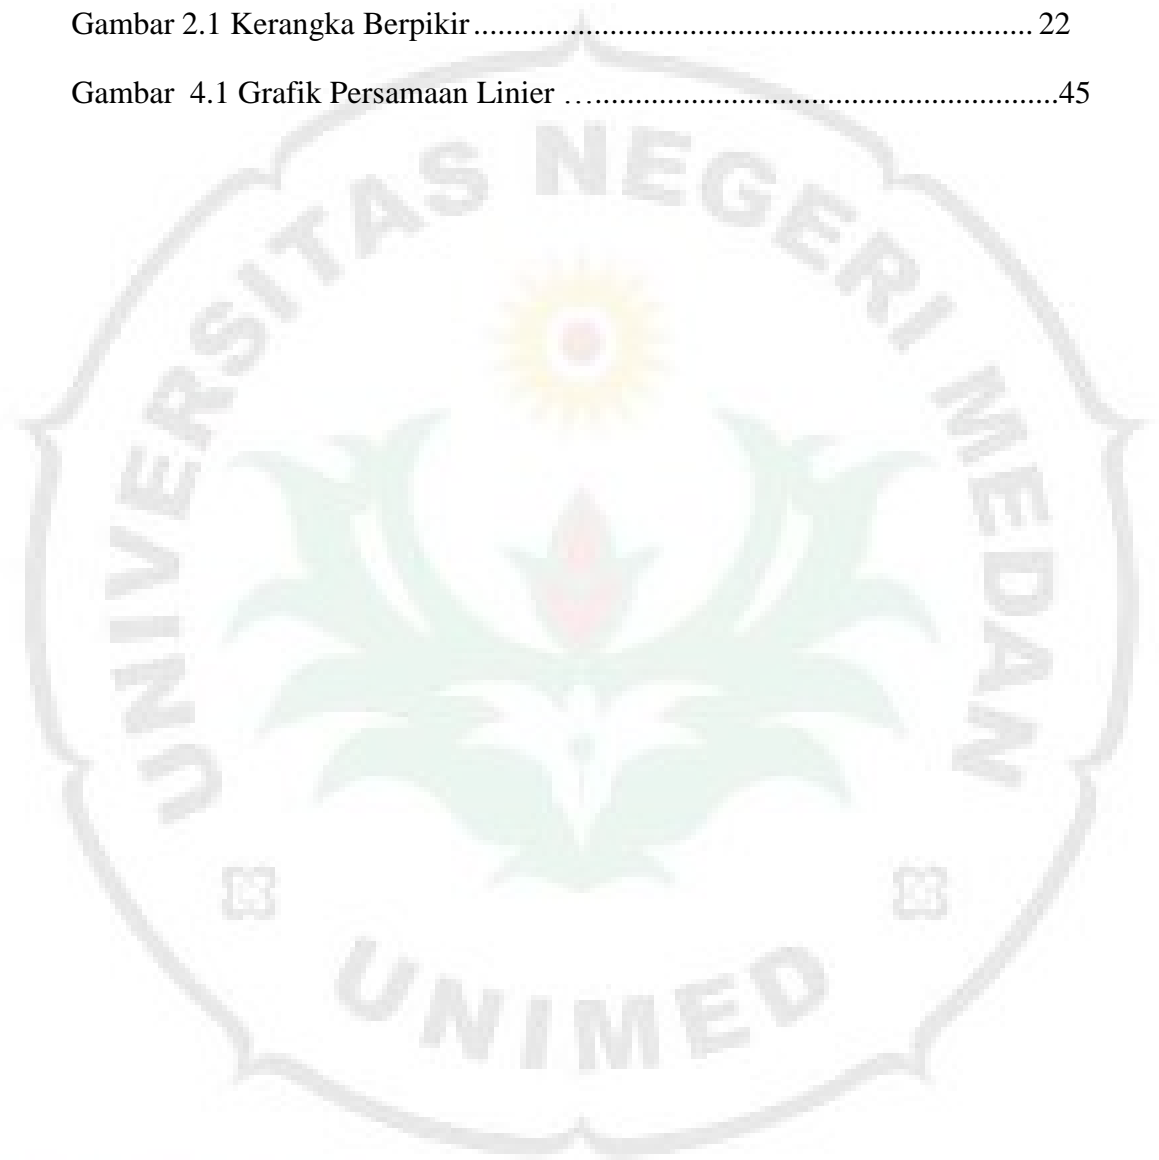 Gambar 2.1 Kerangka Berpikir..................................................................... 22
Gambar  4.1 Grafik Persamaan Linier …..........................................................45
UNIVERSITAS NEGERI MEDAN
UNIMED